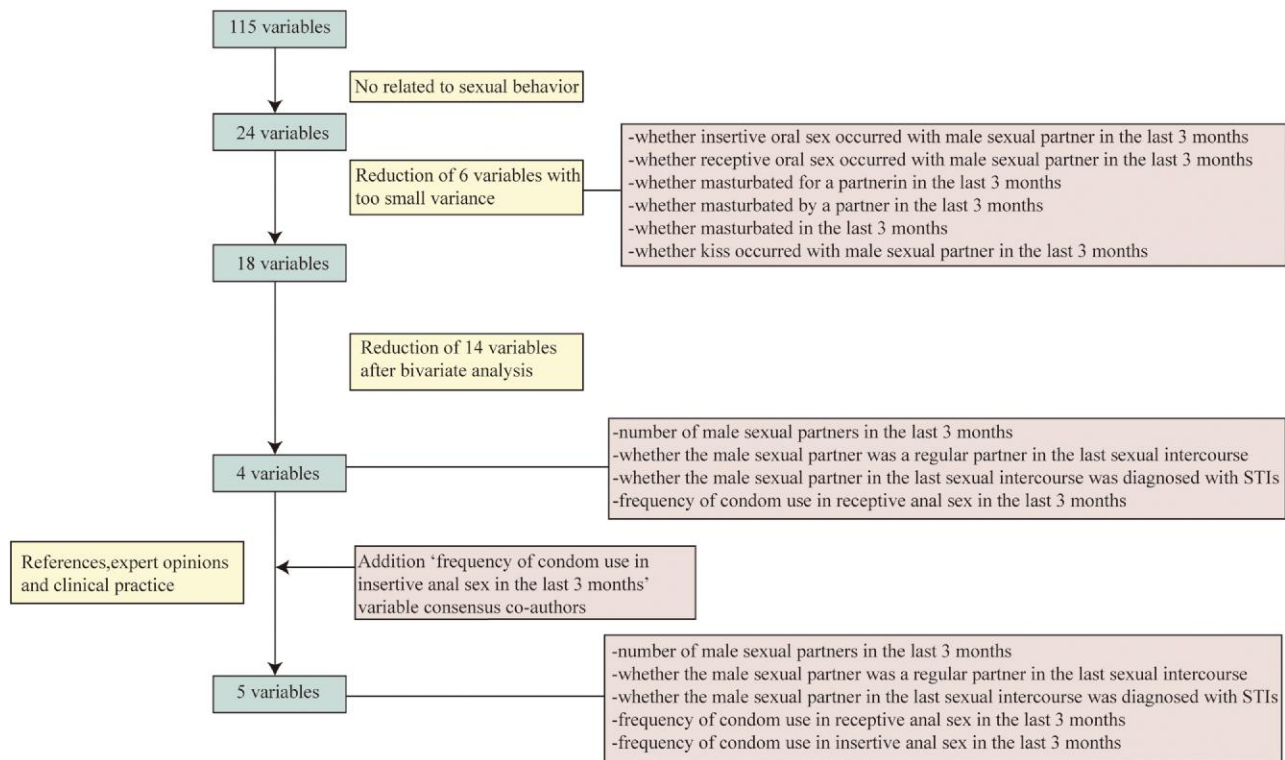 115 variables
No related to sexual behavior
24 variables
Reduction of 6 variables with
too small variance
-whether insertive oral sex occurred with male sexual partner in the last 3 months
-whether receptive oral sex occurred with male sexual partner in the last 3 months
-whether masturbated for a partnerin in the last 3 months
-whether masturbated by a partner in the last 3 months
-whether masturbated in the last 3 months
-whether kiss occurred with male sexual partner in the last 3 months
18 variables
Reduction of 14 variables
after bivariate analysis
4 variables
-number of male sexual partners in the last 3 months
-whether the male sexual partner was a regular partner in the last sexual intercourse
-whether the male sexual partner in the last sexual intercourse was diagnosed with STIs
-frequency of condom use in receptive anal sex in the last 3 months
References,expert opinions
and clinical practice
Addition ‘frequency of condom use in
insertive anal sex in the last 3 months’
variable consensus co-authors
5 variables
-number of male sexual partners in the last 3 months
-whether the male sexual partner was a regular partner in the last sexual intercourse
-whether the male sexual partner in the last sexual intercourse was diagnosed with STIs
-frequency of condom use in receptive anal sex in the last 3 months
-frequency of condom use in insertive anal sex in the last 3 months